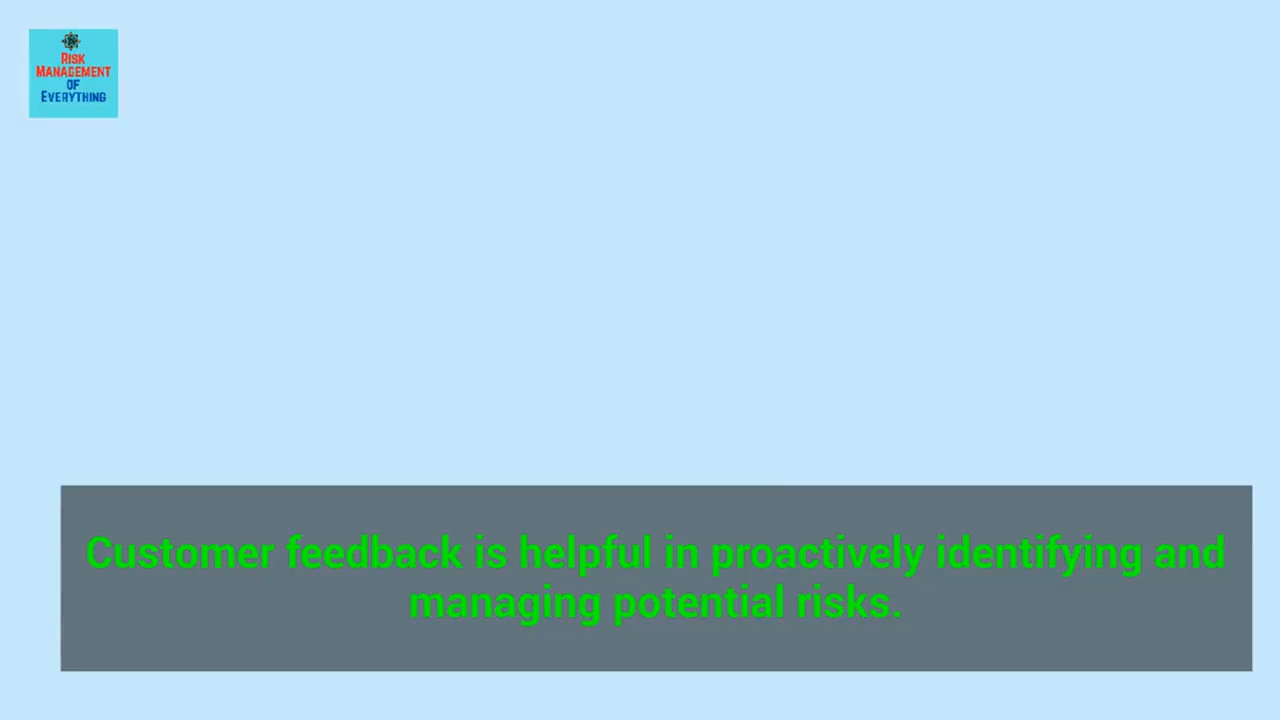 Risk
Management
of
Everything
Customer feedback is helpful in proactively identifying and
managing potential risks.